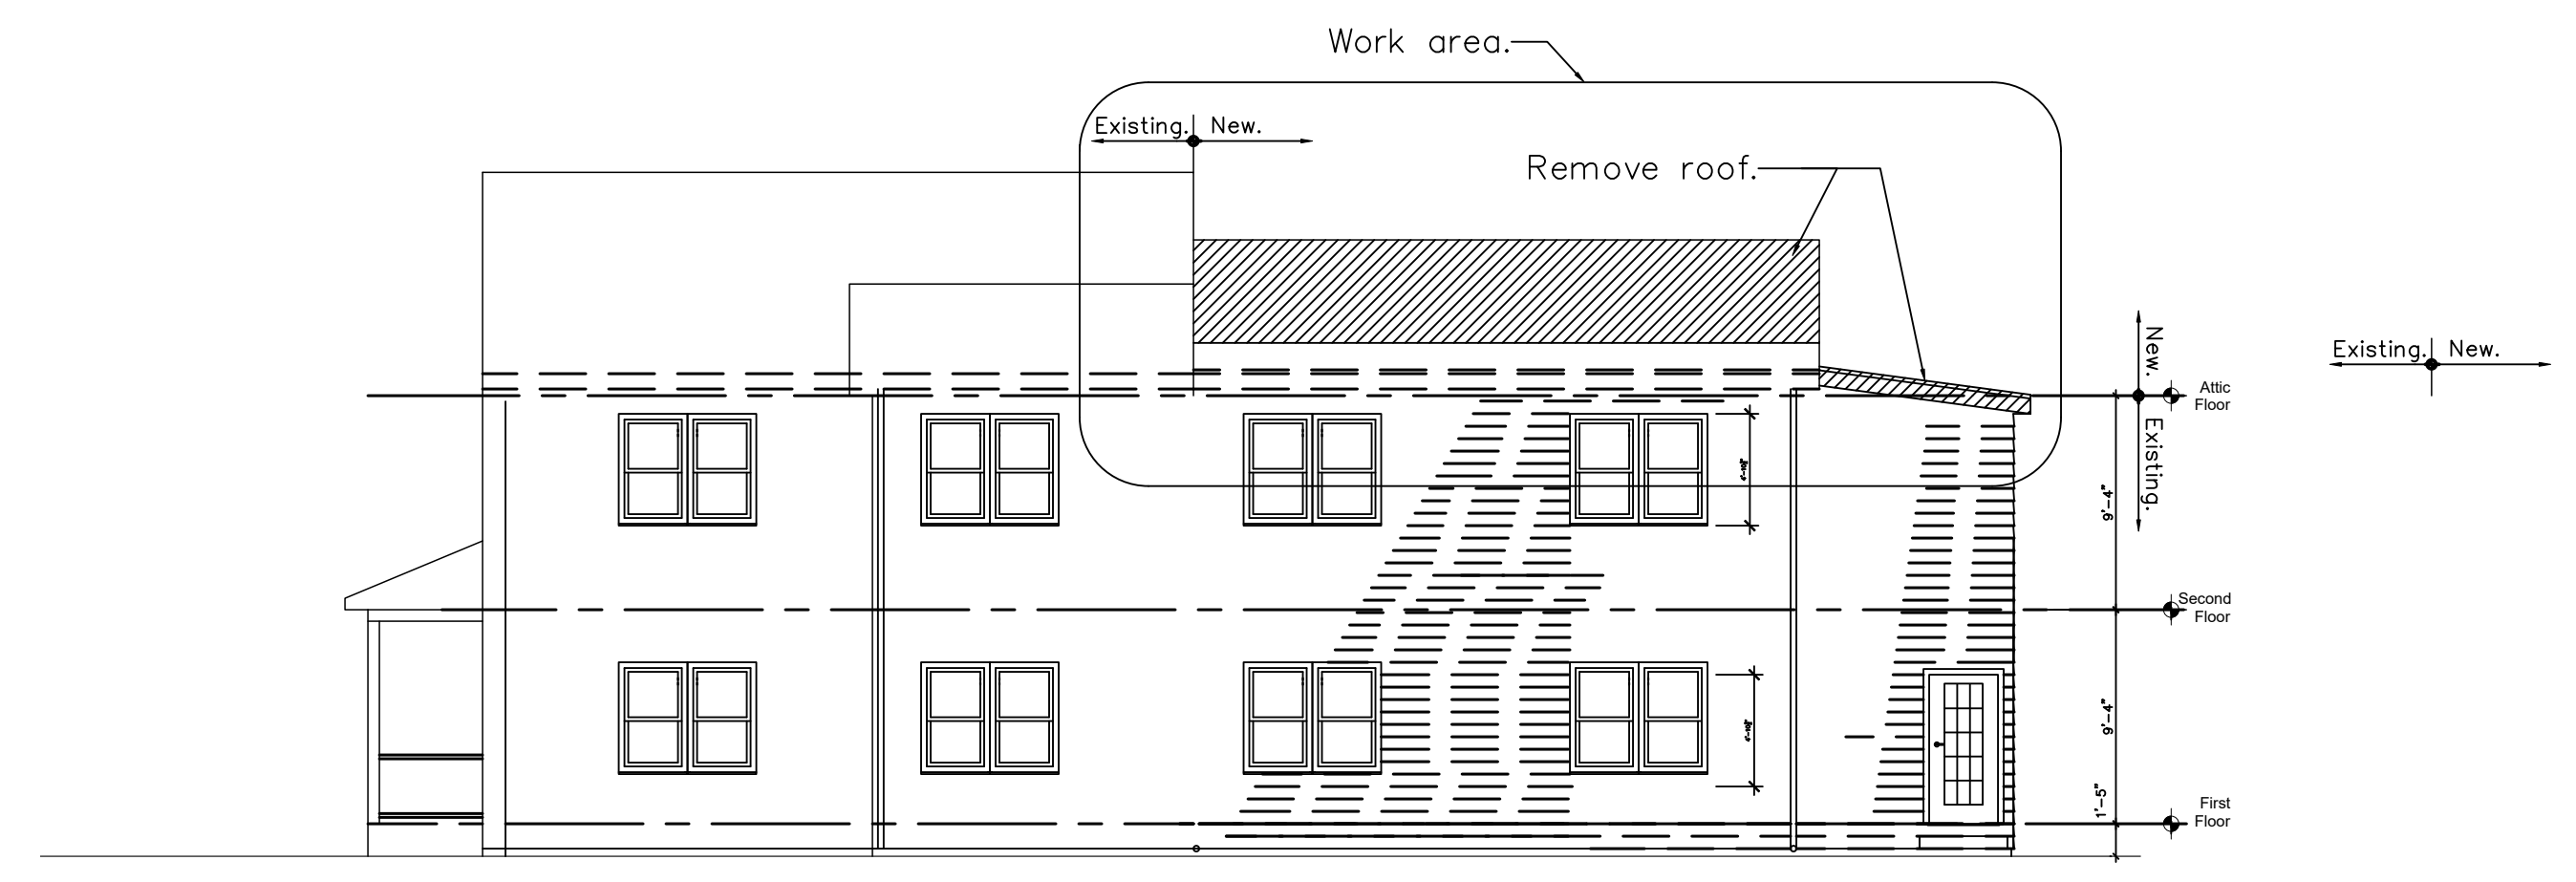 Work area.
Existing. New.
Remove roof.
New.
Existing.
Existing. New.
Attic
Floor
9'-4"
Second
Floor
9'-4"
First
Floor
1'-5"